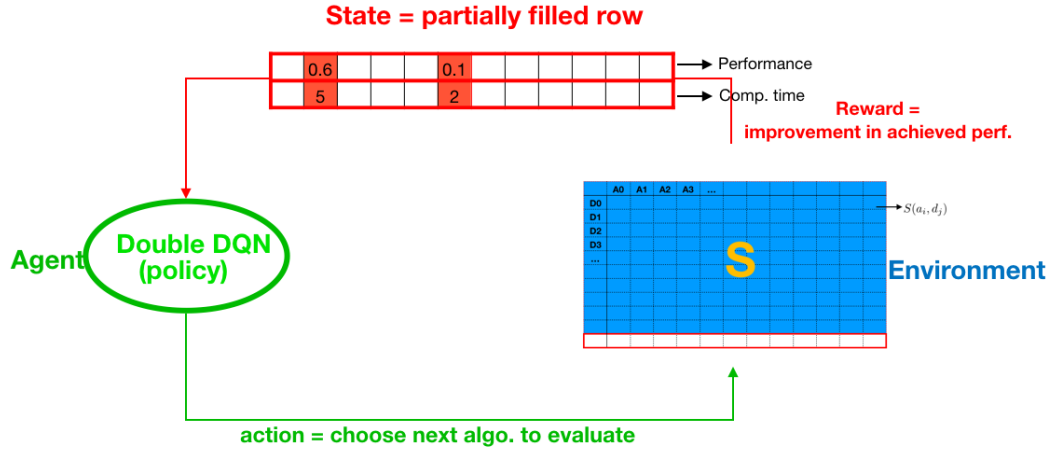 State = partially filled row
0.6 0.1 Performance
5 2 Comp. time
Reward =
improvement in achieved perf.
A0 A1 A2 A3 ...
D0
S(a_i, d_j)
D1
D2
D3
...
S
Double DQN
(policy)
Agent
Environment
action = choose next algo. to evaluate